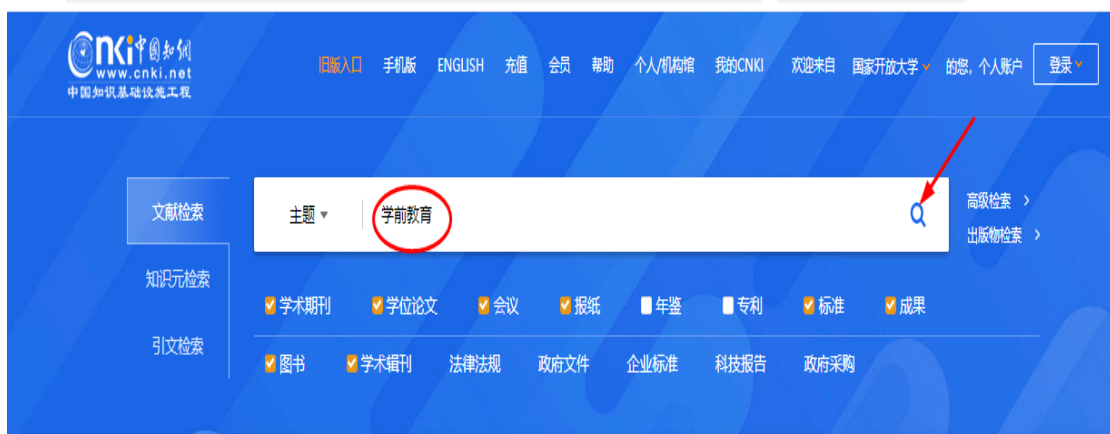 Cnki中国知网
www.cnki.net
中国知识基础设施工程
旧版入口 手机版 ENGLISH 充值 会员 帮助 个人/机构馆 我的CNKI 欢迎来自 国家开放大学 的您，个人账户 登录
文献检索
主题 学前教育
高级检索 >
出版物检索 >
知识元检索
学术期刊 学位论文 会议 报纸 年鉴 专利 标准 成果
引文检索
图书 学术辑刊 法律法规 政府文件 企业标准 科技报告 政府采购